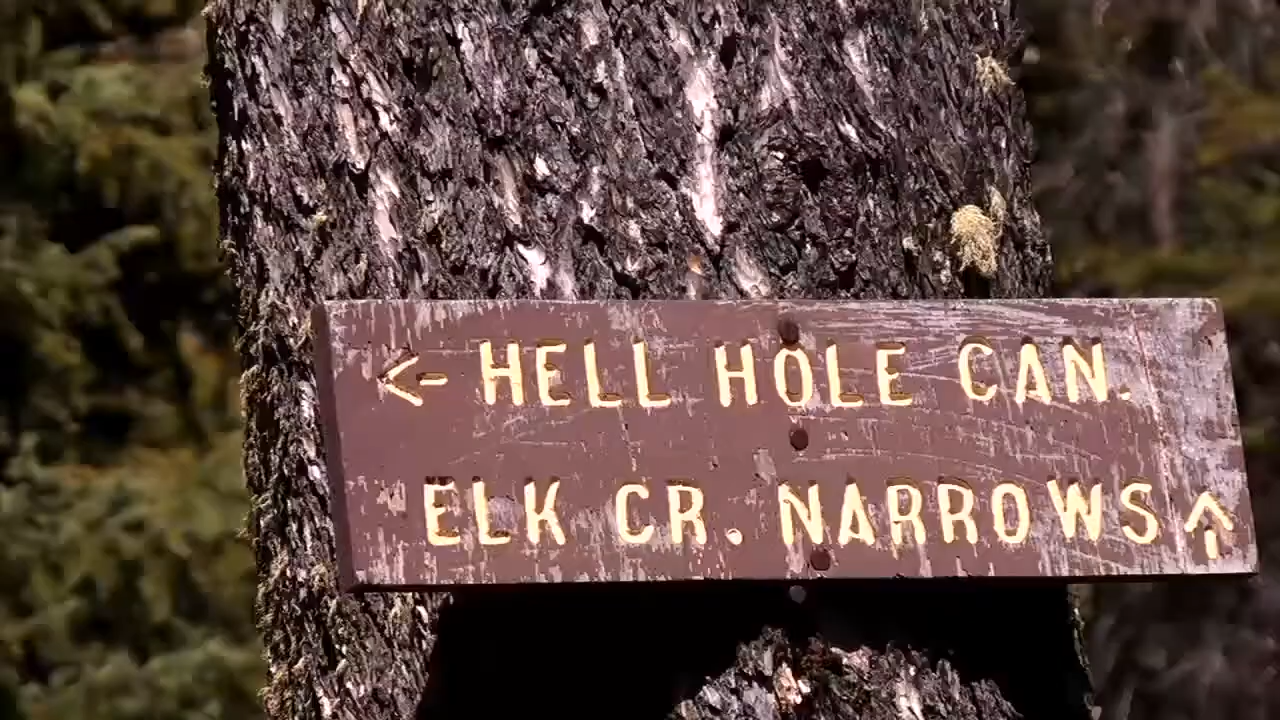 ← HELL HOLE CAN.
ELK CR. NARROWS ↑